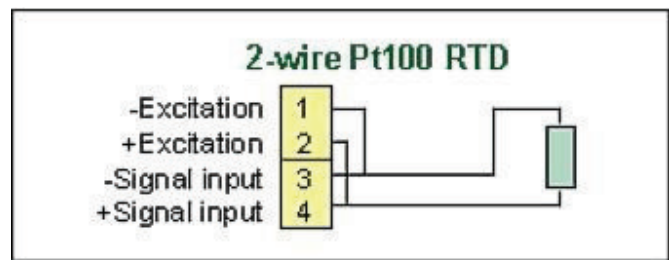 2-wire Pt100 RTD
-Excitation 1
+Excitation 2
-Signal input 3
+Signal input 4